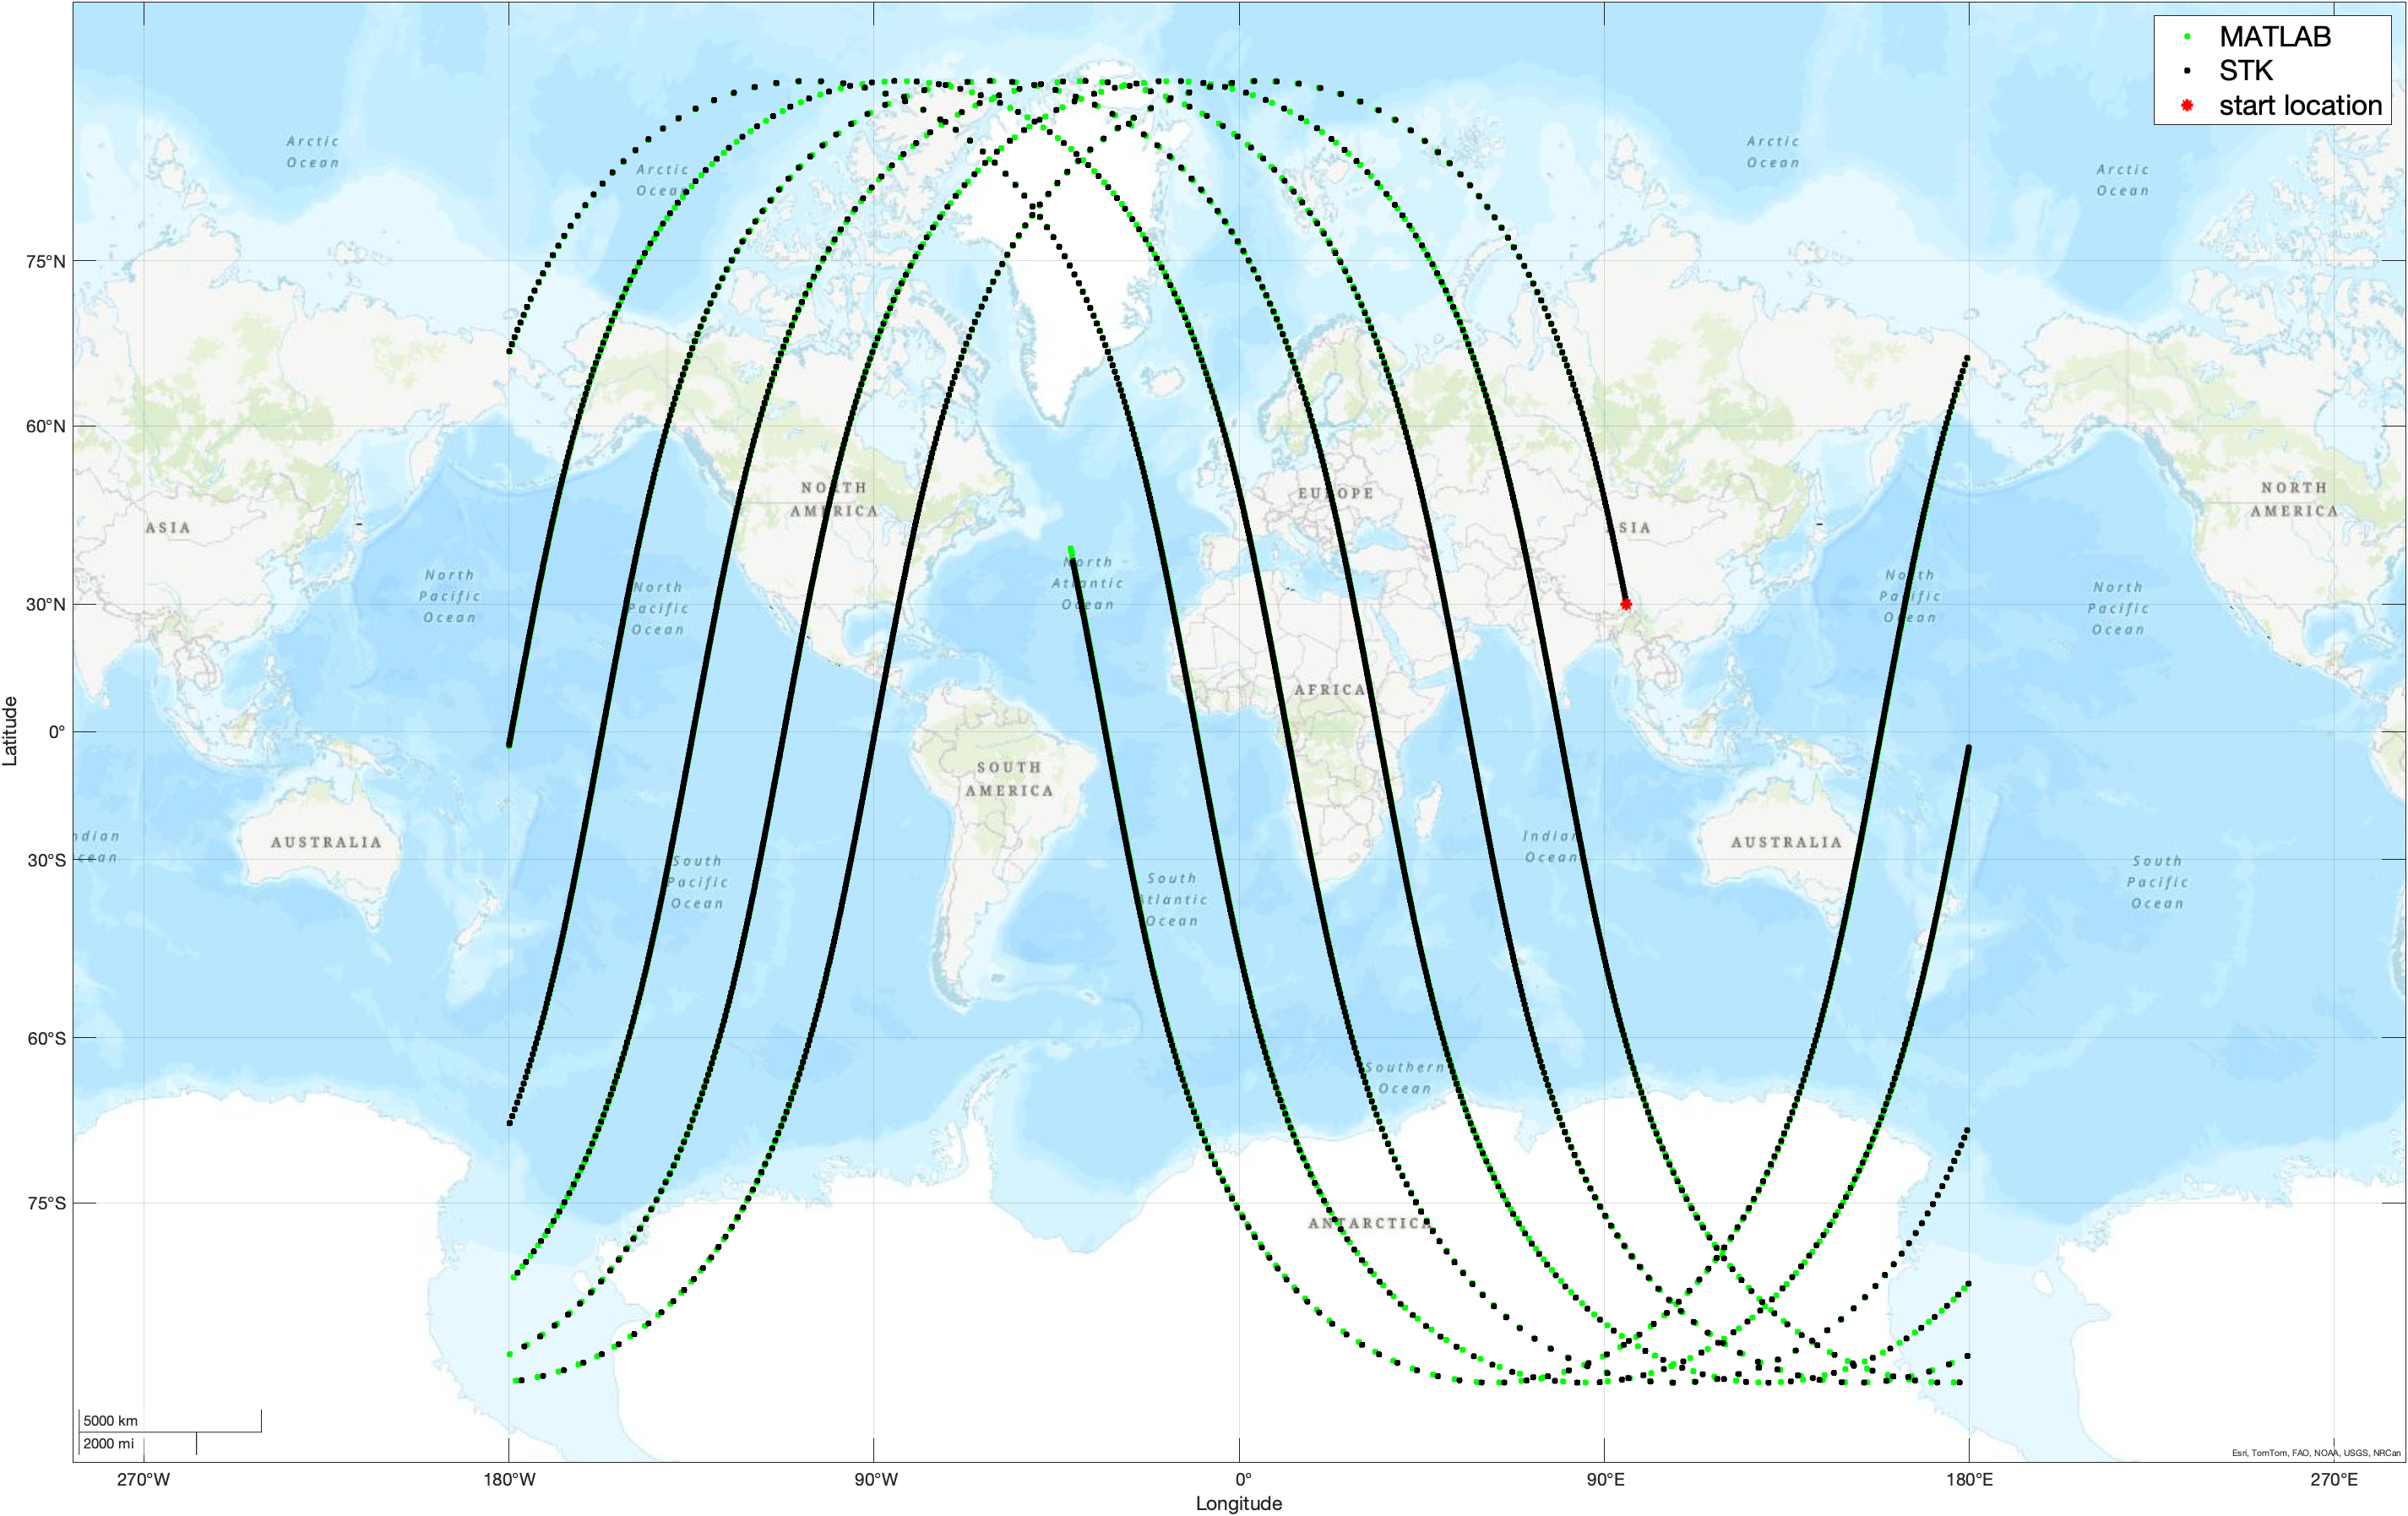 MATLAB
STK
start location
Arctic
Ocean
Arctic
Ocean
Arctic
Ocean
Arctic
Ocean
75°N
60°N
NORTH
AMERICA
EUROPE
NORTH
AMERICA
ASIA
SIA
North
Pacific
Ocean
North
Pacific
Ocean
North
Atlantic
Ocean
North
Pacific
Ocean
North
Pacific
Ocean
30°N
AFRICA
Latitude
0°
SOUTH
AMERICA
AUSTRALIA
AUSTRALIA
ndian
cean
Indian
Ocean
30°S
South
Pacific
Ocean
South
Atlantic
Ocean
South
Pacific
Ocean
60°S
Southern
Ocean
75°S
ANTARCTICA
5000 km
2000 mi
Esri, TomTom, FAO, NOAA, USGS, NRCan
270°W
180°W
90°W
0°
90°E
180°E
270°E
Longitude